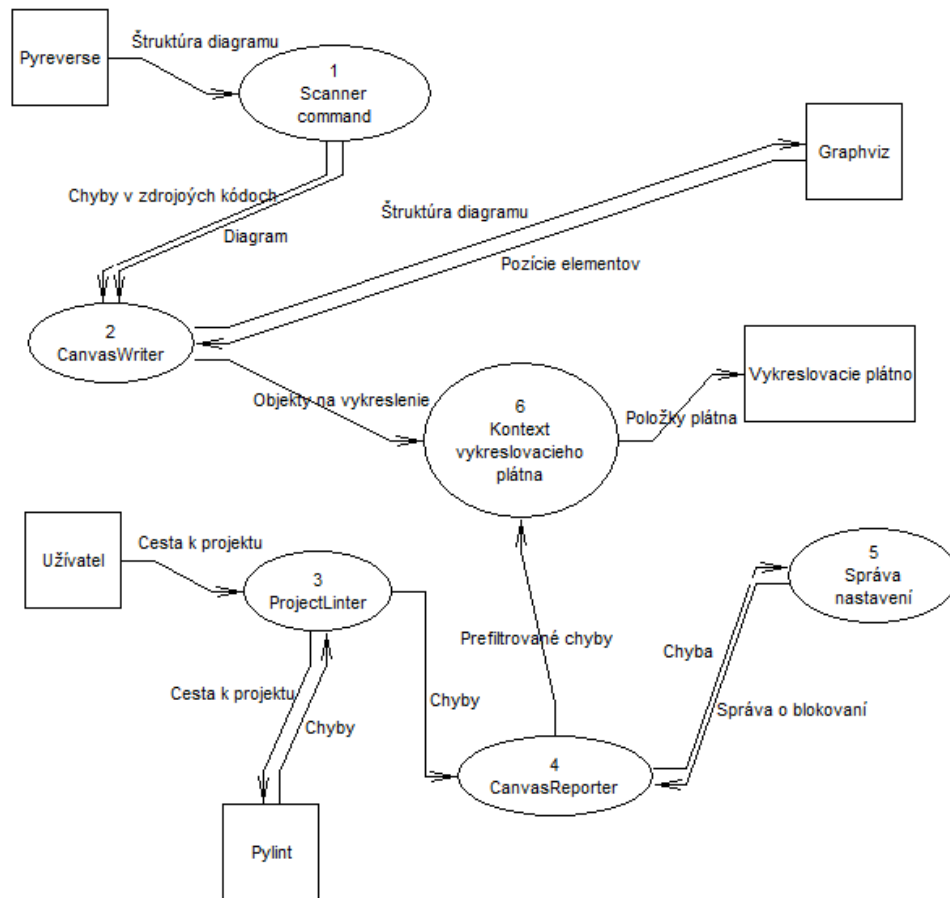 Štruktúra diagramu
Pyreverse
1
Scanner
command
Graphviz
Chyby v zdrojoých kódoch
Štruktúra diagramu
Diagram
Pozície elementov
2
CanvasWriter
Vykreslovacie plátno
Objekty na vykreslenie
6
Kontext
vykreslovacieho
plátna
Položky plátna
Užívatel
Cesta k projektu
3
ProjectLinter
5
Správa
nastavení
Prefiltrované chyby
Chyba
Cesta k projektu
Chyby
Chyby
Správa o blokovaní
4
CanvasReporter
Pylint